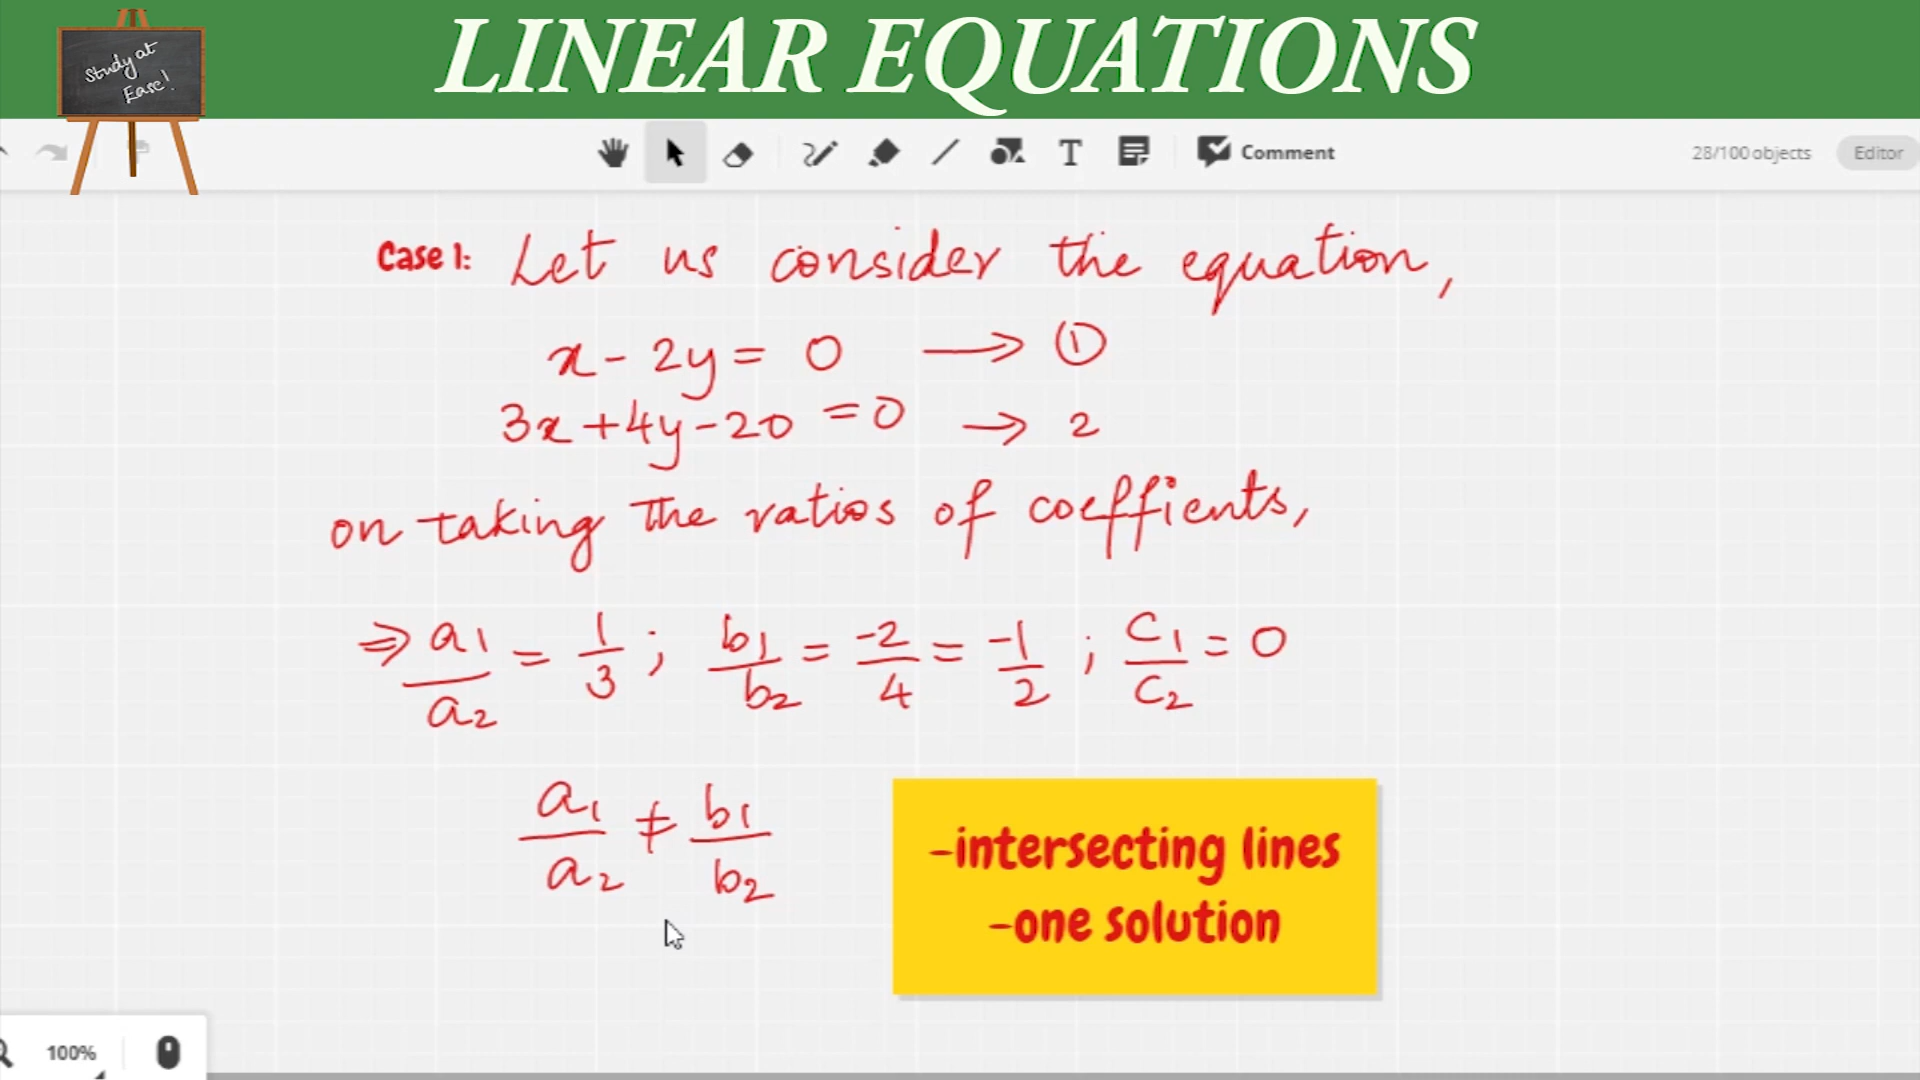 LINEAR EQUATIONS
Study at
Ease!
Comment
28/100 objects
Editor
Case 1: Let us consider the equation,
x - 2y = 0 → ①
3x + 4y - 20 = 0 → 2
on taking the ratios of coeffients,
⇒ a1/a2 = 1/3 ; b1/b2 = -2/4 = -1/2 ; C1/C2 = 0
a1/a2 ≠ b1/b2
-intersecting lines
-one solution
100%